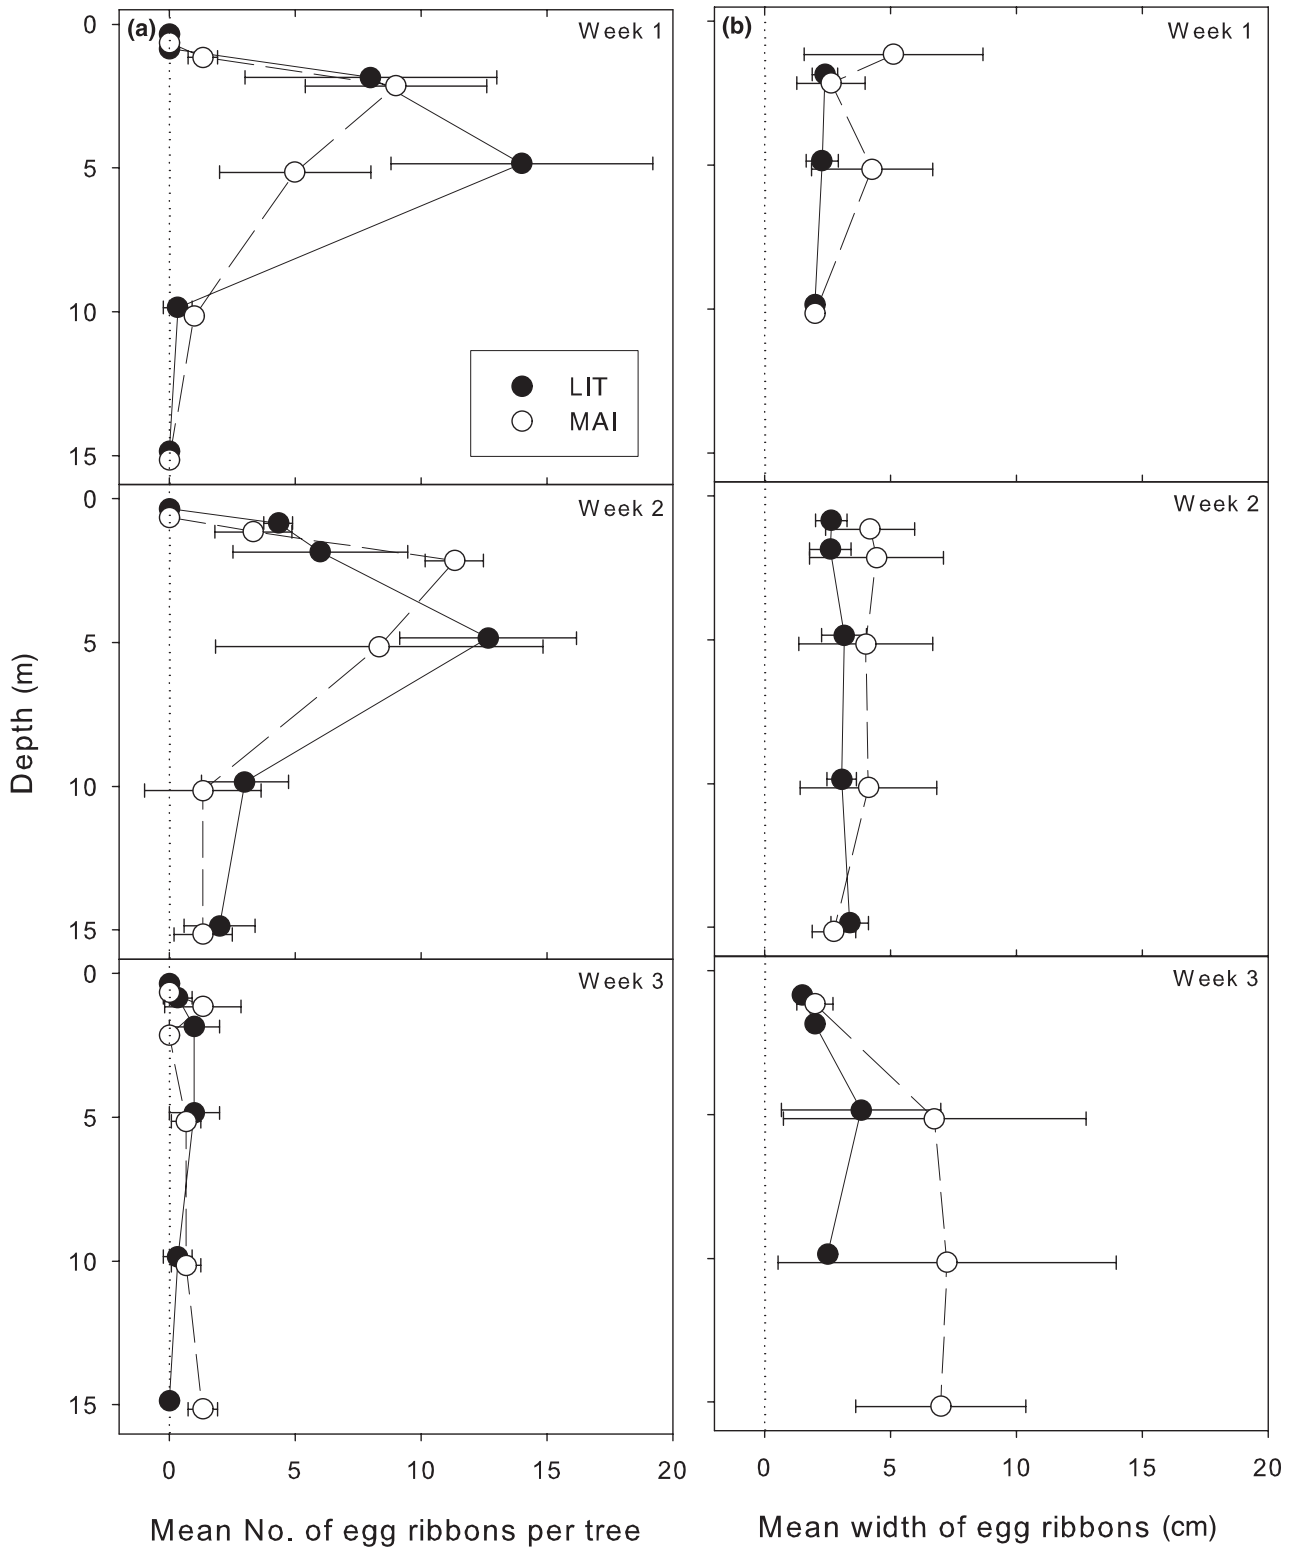 (a)
Week 1
(b)
Week 1
0
5
10
15
LIT
MAI
Week 2
Week 2
0
5
10
15
Week 3
Week 3
0
5
10
15
Depth (m)
0 5 10 15 20
0 5 10 15 20
Mean No. of egg ribbons per tree
Mean width of egg ribbons (cm)